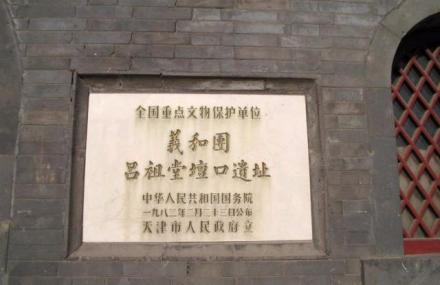 全国重点文物保护单位
義和團
吕祖堂壇口遗址
中华人民共和国国务院
一九八二年二月二十三日公布
天津市人民政府立